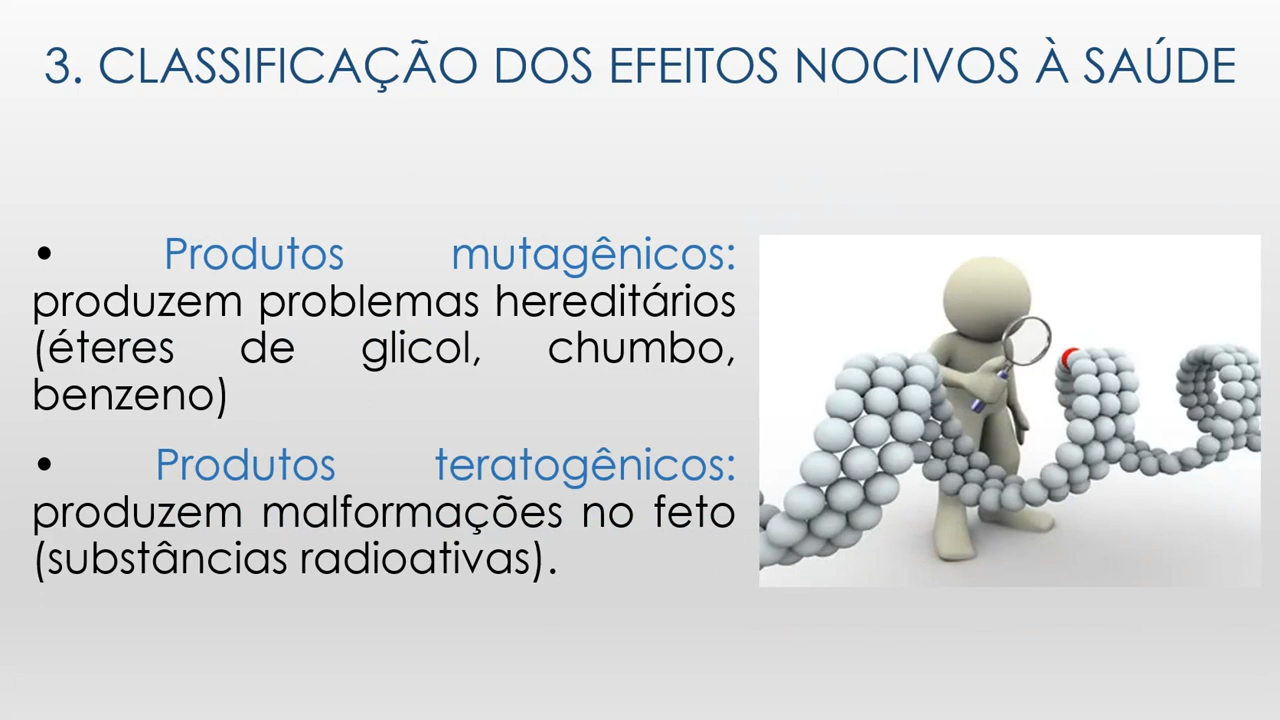 3. CLASSIFICAÇÃO DOS EFEITOS NOCIVOS À SAÚDE
• Produtos mutagênicos:
produzem problemas hereditários
(éteres de glicol, chumbo,
benzeno)
• Produtos teratogênicos:
produzem malformações no feto
(substâncias radioativas).